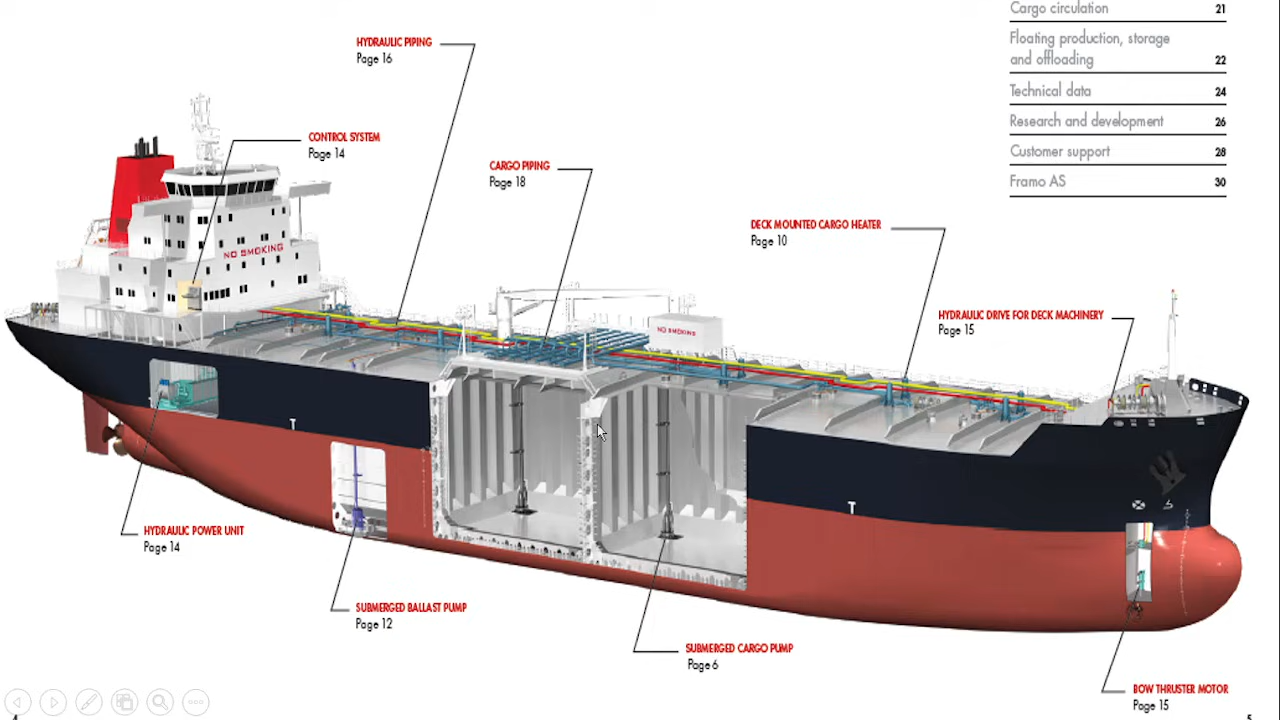 Cargo circulation 21
Floating production, storage
and offloading 22
Technical data 24
Research and development 26
Customer support 28
Framo AS 30
HYDRAULIC PIPING
Page 16
CONTROL SYSTEM
Page 14
CARGO PIPING
Page 18
DECK MOUNTED CARGO HEATER
Page 10
HYDRAULIC DRIVE FOR DECK MACHINERY
Page 15
NO SMOKING
NO SMOKING
HYDRAULIC POWER UNIT
Page 14
SUBMERGED BALLAST PUMP
Page 12
SUBMERGED CARGO PUMP
Page 6
BOW THRUSTER MOTOR
Page 15
T
T
4
5